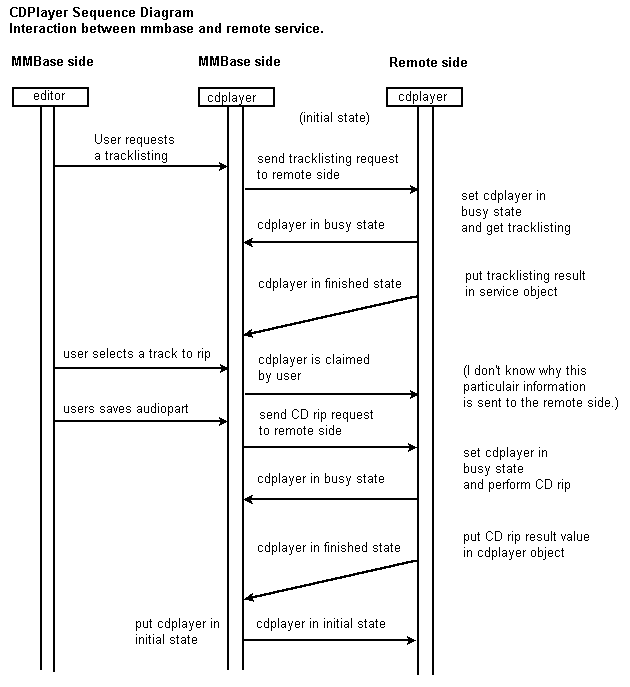 CDPlayer Sequence Diagram
Interaction between mmbase and remote service.
MMBase side
MMBase side
Remote side
editor
cdplayer
cdplayer
(initial state)
User requests
a tracklisting
send tracklisting request
to remote side
set cdplayer in
busy state
and get tracklisting
cdplayer in busy state
cdplayer in finished state
put tracklisting result
in service object
user selects a track to rip
cdplayer is claimed
by user
(I don't know why this
particulair information
is sent to the remote side.)
users saves audiopart
send CD rip request
to remote side
set cdplayer in
busy state
and perform CD rip
cdplayer in busy state
put CD rip result value
in cdplayer object
cdplayer in finished state
put cdplayer in
initial state
cdplayer in initial state